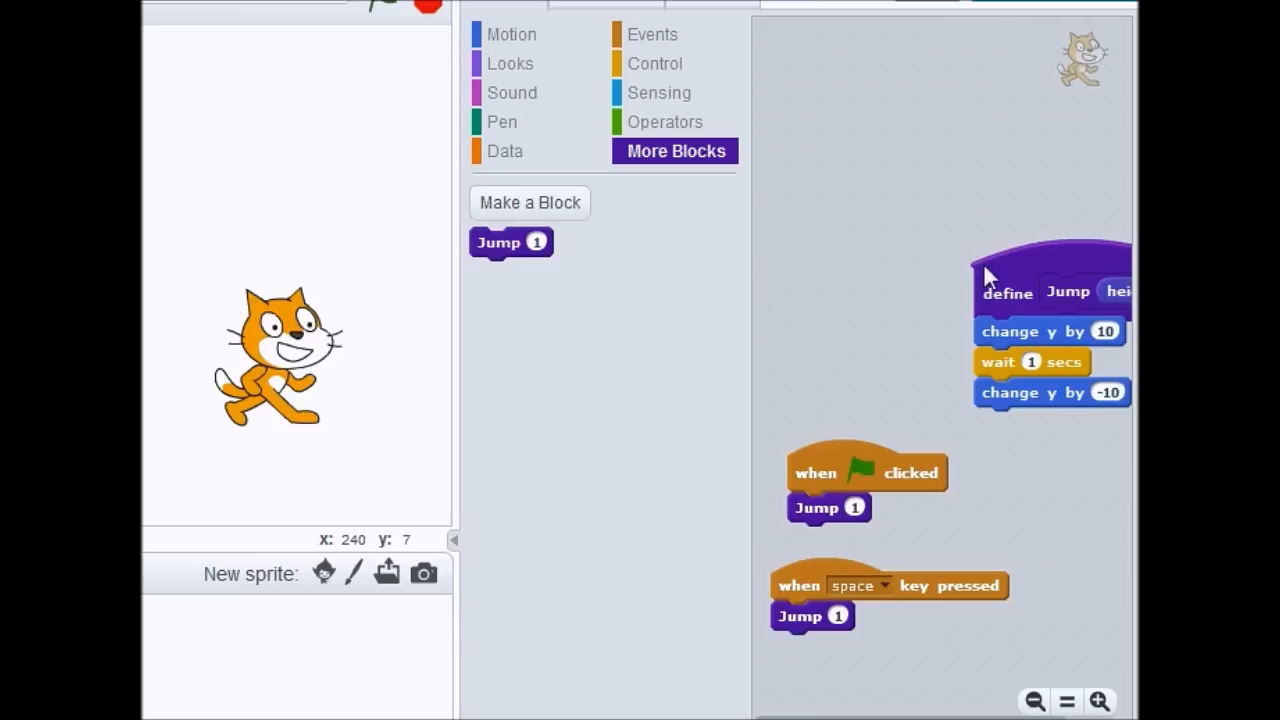 Motion
Events
Looks
Control
Sound
Sensing
Pen
Operators
Data
More Blocks
Make a Block
Jump 1
define Jump
change y by 10
wait 1 secs
change y by -10
when clicked
Jump 1
when space key pressed
Jump 1
x: 240 y: 7
New sprite: